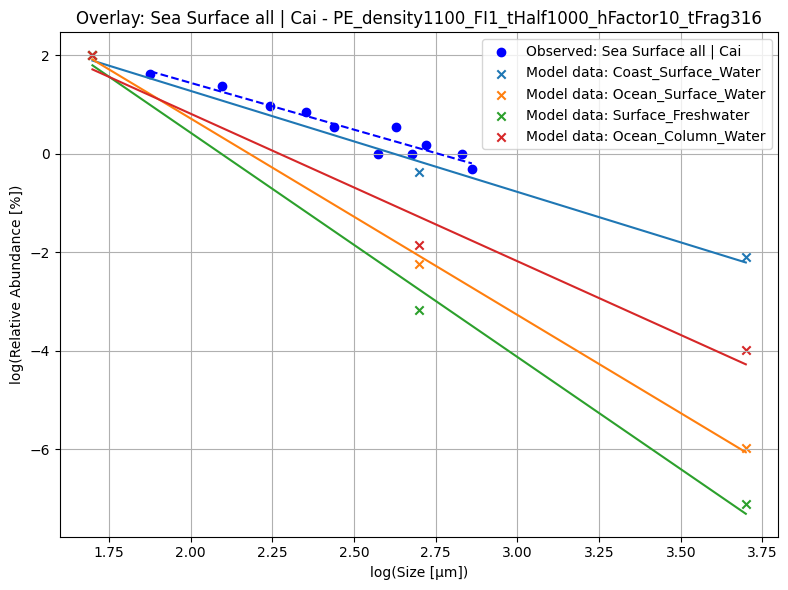 Overlay: Sea Surface all | Cai - PE_density1100_FI1_tHalf1000_hFactor10_tFrag316
Observed: Sea Surface all | Cai
Model data: Coast_Surface_Water
Model data: Ocean_Surface_Water
Model data: Surface_Freshwater
Model data: Ocean_Column_Water
log(Relative Abundance [%])
2
0
−2
−4
−6
1.75 2.00 2.25 2.50 2.75 3.00 3.25 3.50 3.75
log(Size [µm])